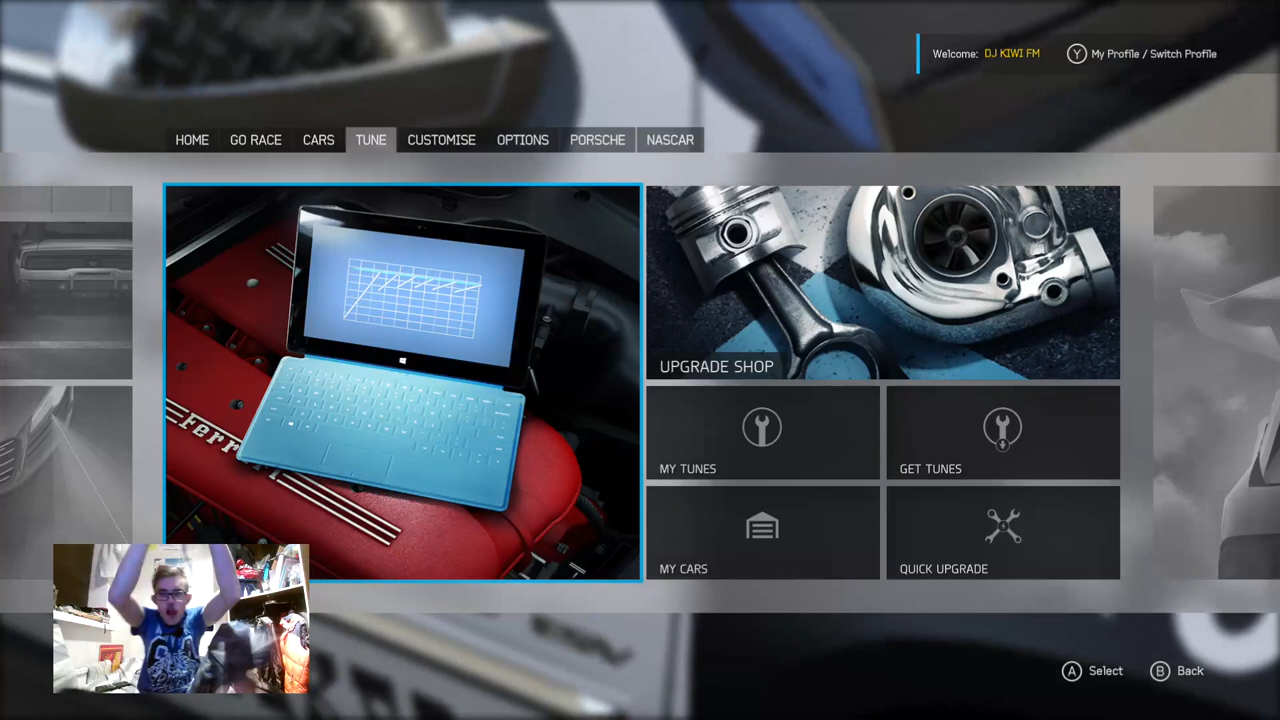 Welcome: DJ KIWI FM
Y My Profile / Switch Profile
HOME GO RACE CARS TUNE CUSTOMISE OPTIONS PORSCHE NASCAR
UPGRADE SHOP
MY TUNES
GET TUNES
MY CARS
QUICK UPGRADE
A Select B Back